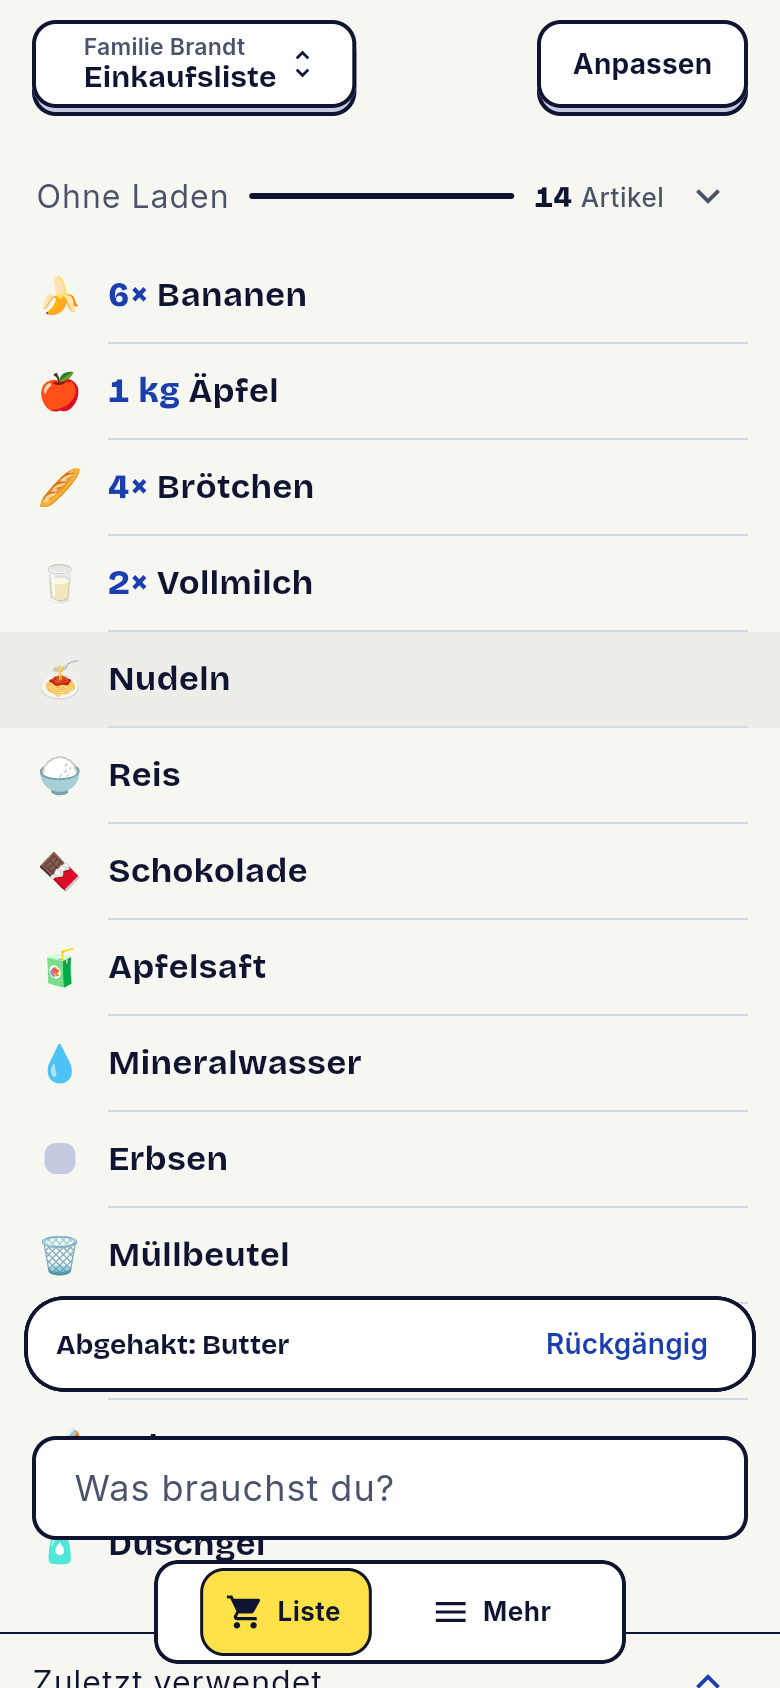 Familie Brandt
Einkaufsliste
Anpassen
Ohne Laden 14 Artikel
6× Bananen
1 kg Äpfel
4× Brötchen
2× Vollmilch
Nudeln
Reis
Schokolade
Apfelsaft
Mineralwasser
Erbsen
Müllbeutel
Abgehakt: Butter Rückgängig
Was brauchst du?
Duschgel
Liste Mehr
Zuletzt verwendet